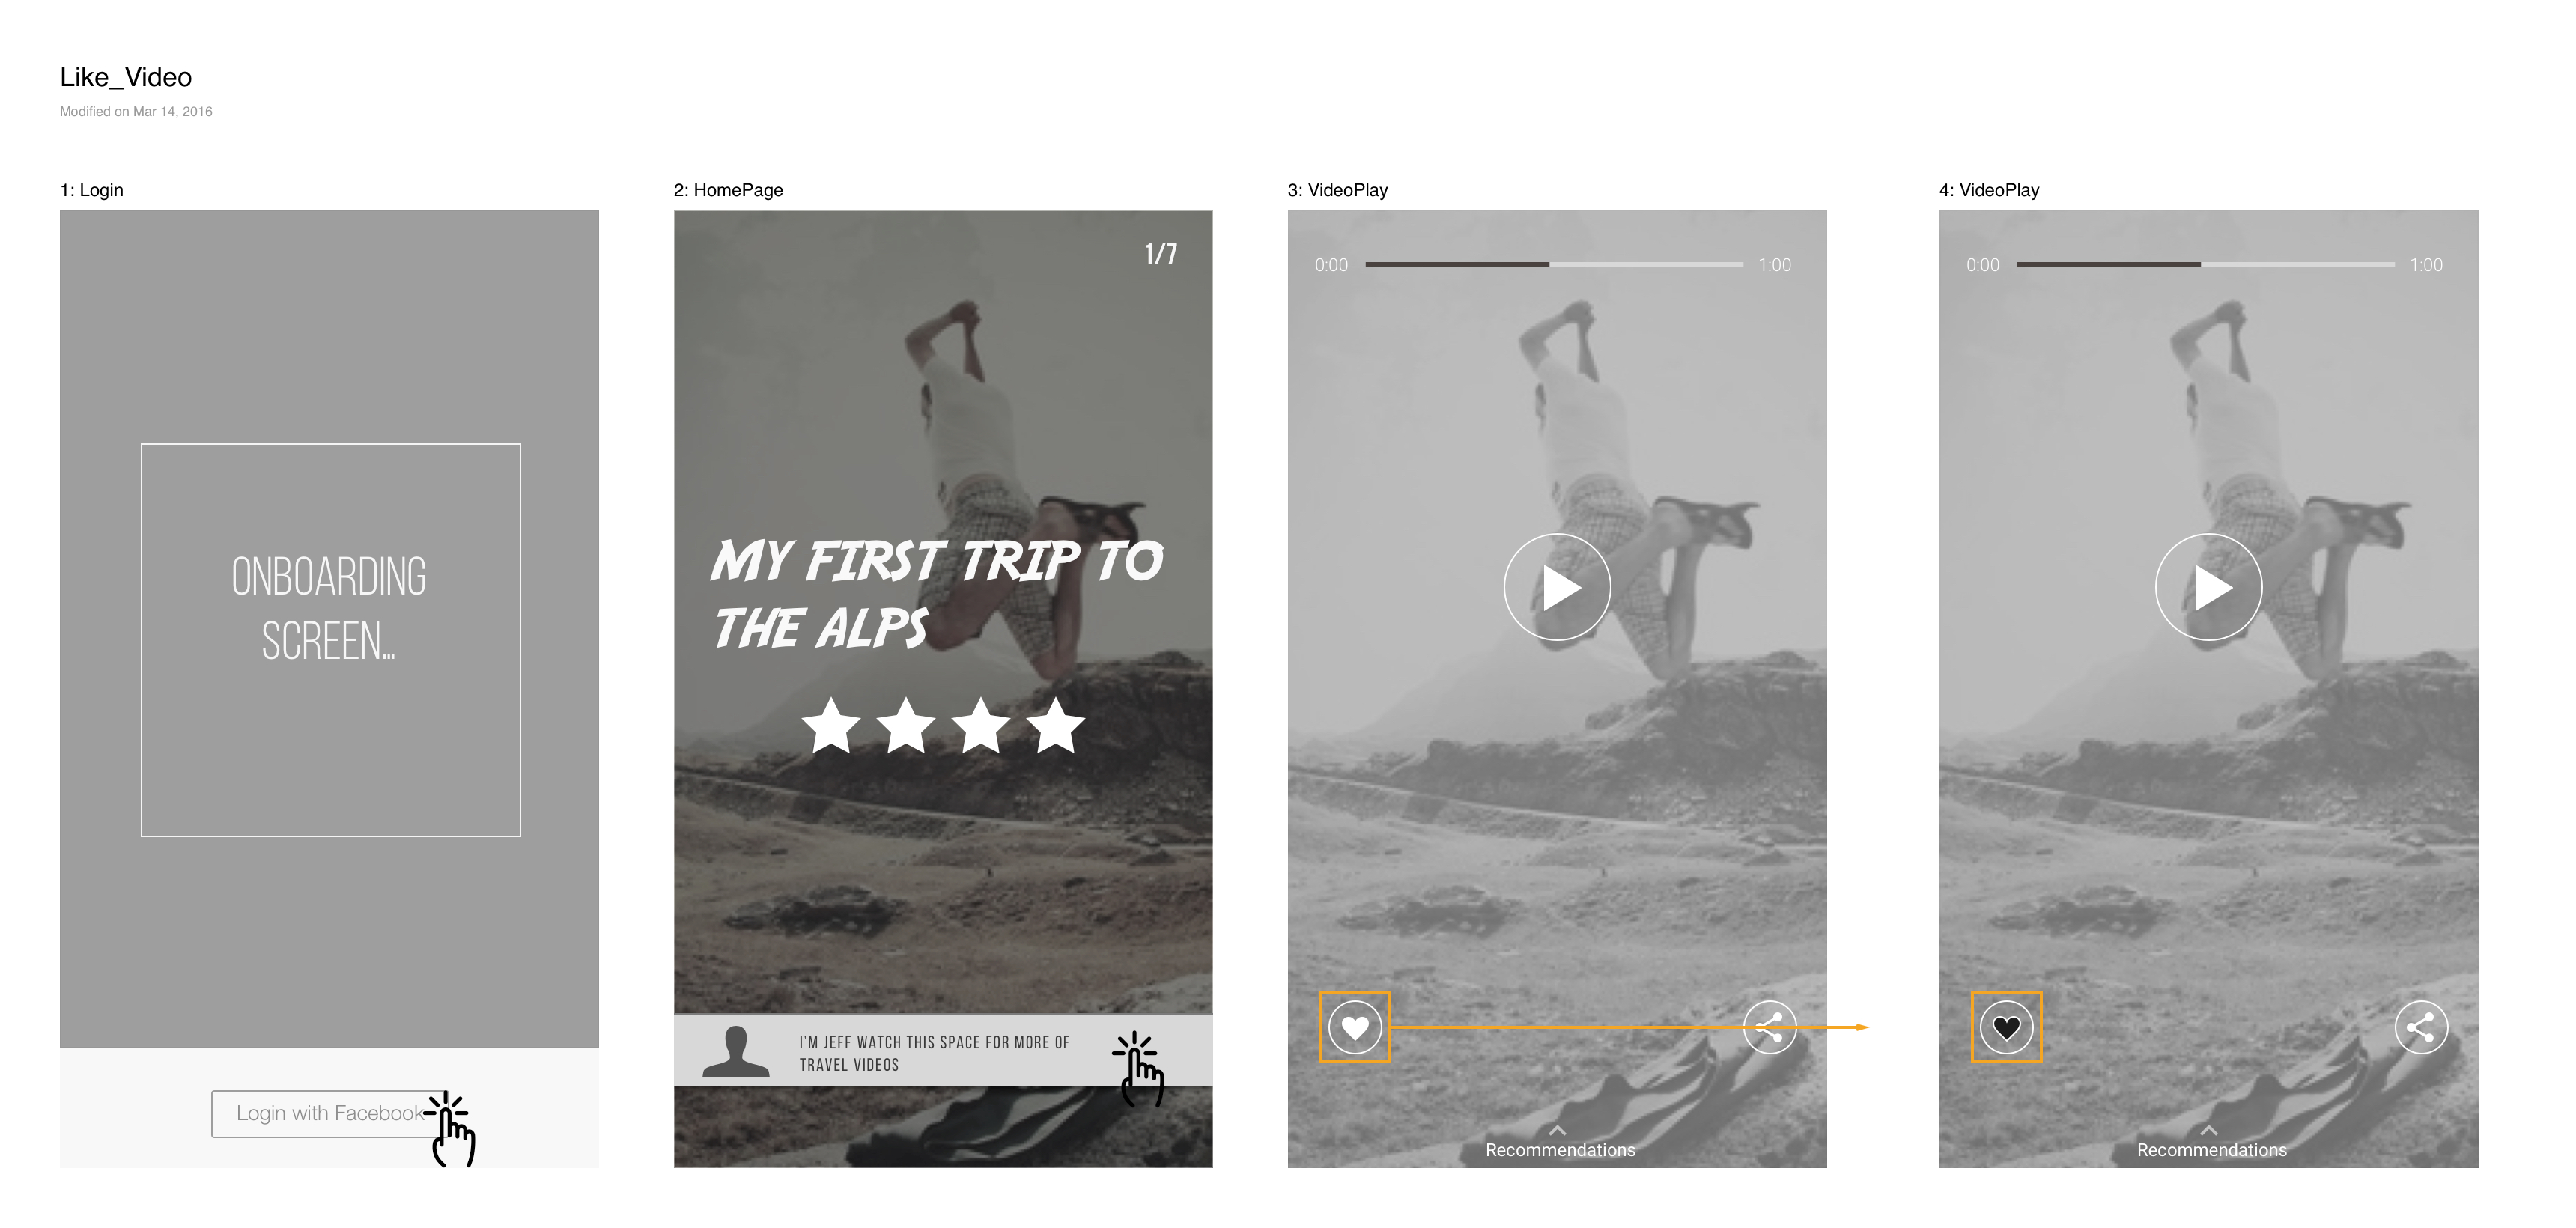 Like_Video
Modified on Mar 14, 2016
1: Login
ONBOARDING
SCREEN...
Login with Facebook
2: HomePage
1/7
MY FIRST TRIP TO
THE ALPS
I'M JEFF WATCH THIS SPACE FOR MORE OF
TRAVEL VIDEOS
3: VideoPlay
0:00 1:00
Recommendations
4: VideoPlay
0:00 1:00
Recommendations